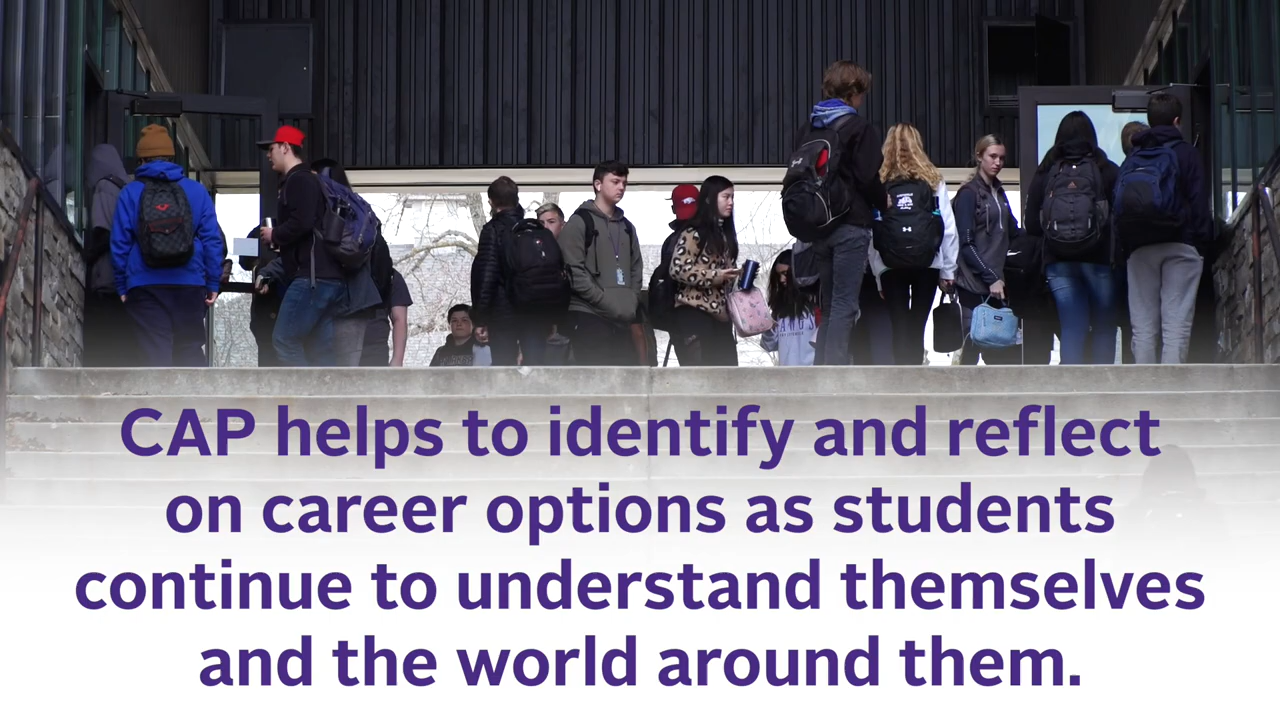 CAP helps to identify and reflect
on career options as students
continue to understand themselves
and the world around them.